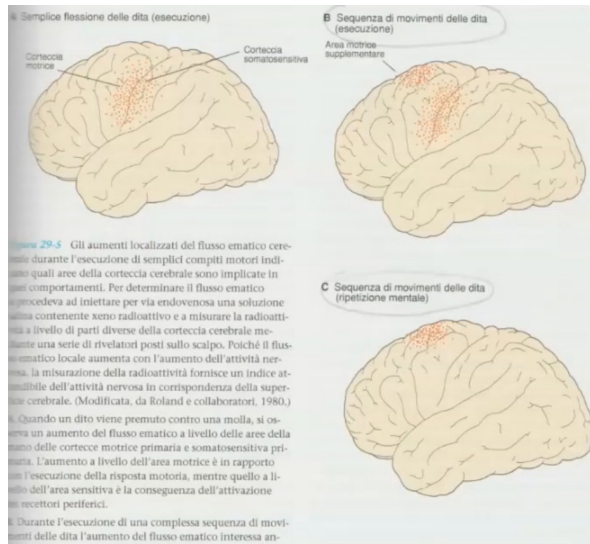 A Semplice flessione delle dita (esecuzione)
Corteccia
motrice
Corteccia
somatosensitiva
B Sequenza di movimenti delle dita
(esecuzione)
Area motrice
supplementare
29-5 Gli aumenti localizzati del flusso ematico cere-
durante l'esecuzione di semplici compiti motori indi-
quali aree della corteccia cerebrale sono implicate in
comportamenti. Per determinare il flusso ematico
procedeva ad iniettare per via endovenosa una soluzione
contenente xeno radioattivo e a misurare la radioatti-
a livello di parti diverse della corteccia cerebrale me-
una serie di rivelatori posti sullo scalpo. Poiché il flus-
ematico locale aumenta con l'aumento dell'attività ner-
la misurazione della radioattività fornisce un indice at-
dell'attività nervosa in corrispondenza della super-
cerebrale. (Modificata, da Roland e collaboratori, 1980.)
Quando un dito viene premuto contro una molla, si os-
un aumento del flusso ematico a livello delle aree della
delle cortecce motrice primaria e somatosensitiva pri-
L'aumento a livello dell'area motrice è in rapporto
l'esecuzione della risposta motoria, mentre quello a li-
dell'area sensitiva è la conseguenza dell'attivazione
recettori periferici.
Durante l'esecuzione di una complessa sequenza di movi-
delle dita l'aumento del flusso ematico interessa an-
C Sequenza di movimenti delle dita
(ripetizione mentale)